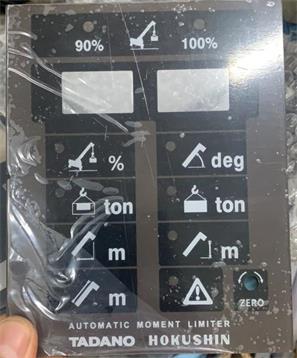 90% 100%
% deg
ton ton
m m
m
ZERO
AUTOMATIC MOMENT LIMITER
TADANO HOKUSHIN